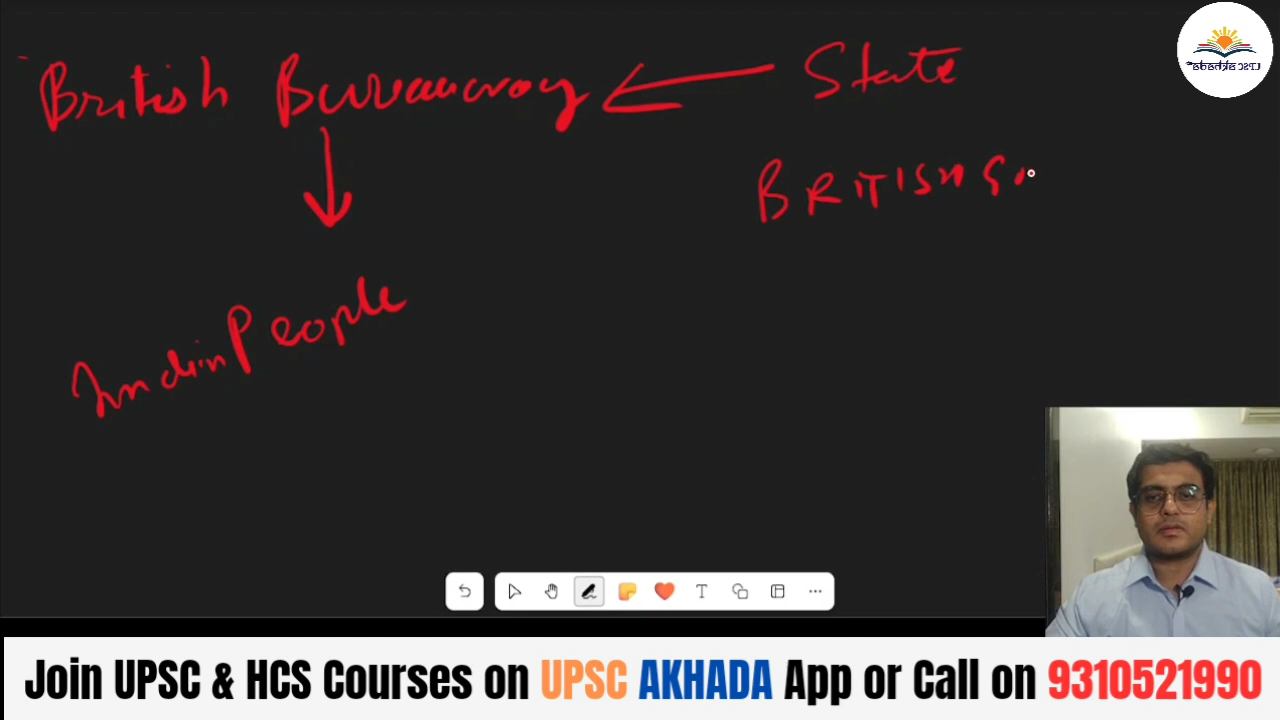 British Bureaucracy ← State
BRITISH
Indian People
Join UPSC & HCS Courses on UPSC AKHADA App or Call on 9310521990